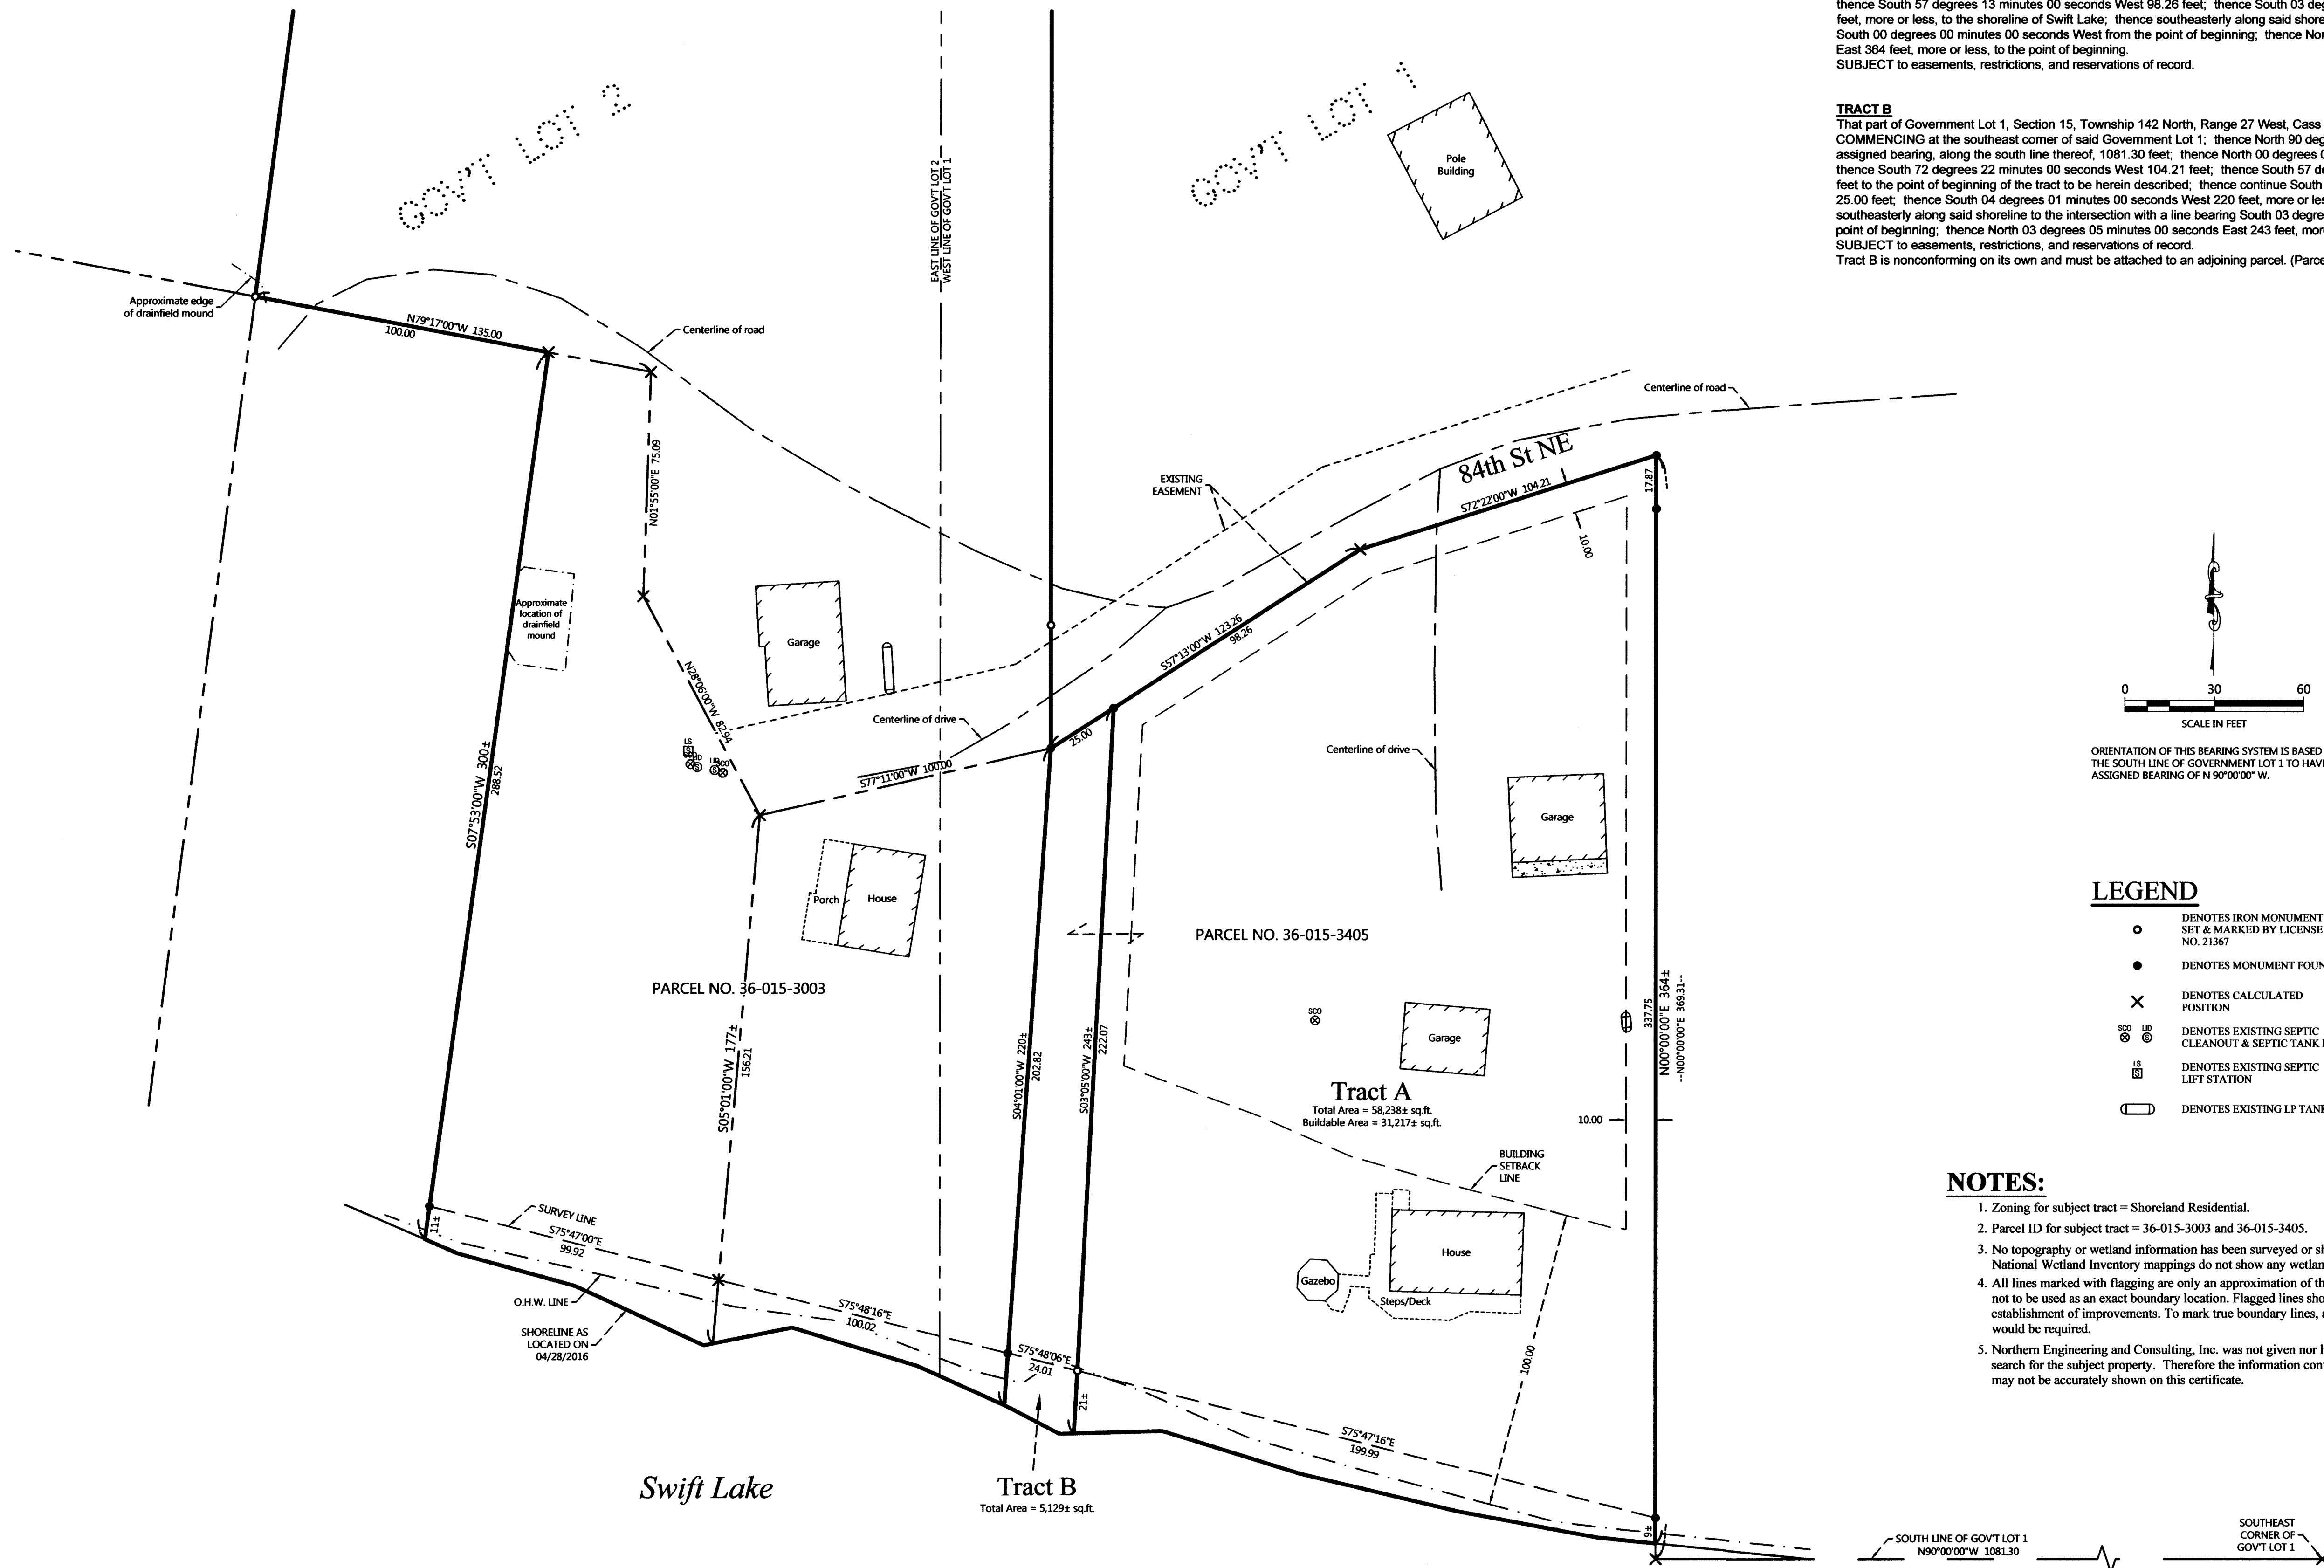 thence South 57 degrees 13 minutes 00 seconds West 98.26 feet; thence South 03 deg
feet, more or less, to the shoreline of Swift Lake; thence southeasterly along said shore
South 00 degrees 00 minutes 00 seconds West from the point of beginning; thence Nor
East 364 feet, more or less, to the point of beginning.
SUBJECT to easements, restrictions, and reservations of record.
TRACT B
That part of Government Lot 1, Section 15, Township 142 North, Range 27 West, Cass
COMMENCING at the southeast corner of said Government Lot 1; thence North 90 deg
assigned bearing, along the south line thereof, 1081.30 feet; thence North 00 degrees 0
thence South 72 degrees 22 minutes 00 seconds West 104.21 feet; thence South 57 de
feet to the point of beginning of the tract to be herein described; thence continue South
25.00 feet; thence South 04 degrees 01 minutes 00 seconds West 220 feet, more or les
southeasterly along said shoreline to the intersection with a line bearing South 03 degre
point of beginning; thence North 03 degrees 05 minutes 00 seconds East 243 feet, mor
SUBJECT to easements, restrictions, and reservations of record.
Tract B is nonconforming on its own and must be attached to an adjoining parcel. (Parce
GOV'T LOT 2
GOV'T LOT 1
Pole
Building
EAST LINE OF GOV'T LOT 2
WEST LINE OF GOV'T LOT 1
Approximate edge
of drainfield mound
N79°17'00"W 135.00
100.00
Centerline of road
Centerline of road
84th St NE
S72°22'00"W 104.21
17.87
10.00
EXISTING
EASEMENT
N01°55'00"E 75.09
Approximate
location of
drainfield
mound
Garage
S57°13'00"W 123.26
98.26
N28°06'00"W 82.94
Centerline of drive
25.00
S77°11'00"W 100.00
LS
S
SCO
LID
LID
SCO
Centerline of drive
S07°53'00"W 300±
288.52
Garage
Porch
House
PARCEL NO. 36-015-3405
PARCEL NO. 36-015-3003
SCO
Garage
337.75
N00°00'00"E 364±
--N00°00'00"E 369.31--
S05°01'00"W 177±
156.21
S04°01'00"W 220±
202.82
S03°05'00"W 243±
222.07
Tract A
Total Area = 58,238± sq.ft.
Buildable Area = 31,217± sq.ft.
10.00
BUILDING
SETBACK
LINE
House
Gazebo
Steps/Deck
100.00
SURVEY LINE
11±
S75°47'00"E
99.92
O.H.W. LINE
SHORELINE AS
LOCATED ON
04/28/2016
S75°48'16"E
100.02
S75°48'06"E
24.01
21±
S75°47'16"E
199.99
9±
Swift Lake
Tract B
Total Area = 5,129± sq.ft.
SOUTH LINE OF GOV'T LOT 1
N90°00'00"W 1081.30
SOUTHEAST
CORNER OF
GOV'T LOT 1
0 30 60
SCALE IN FEET
ORIENTATION OF THIS BEARING SYSTEM IS BASED
THE SOUTH LINE OF GOVERNMENT LOT 1 TO HAV
ASSIGNED BEARING OF N 90°00'00" W.
LEGEND
DENOTES IRON MONUMENT
SET & MARKED BY LICENSE
NO. 21367
DENOTES MONUMENT FOUN
DENOTES CALCULATED
POSITION
SCO LID
DENOTES EXISTING SEPTIC
CLEANOUT & SEPTIC TANK
LS
S
DENOTES EXISTING SEPTIC
LIFT STATION
DENOTES EXISTING LP TANK
NOTES:
1. Zoning for subject tract = Shoreland Residential.
2. Parcel ID for subject tract = 36-015-3003 and 36-015-3405.
3. No topography or wetland information has been surveyed or sh
National Wetland Inventory mappings do not show any wetlan
4. All lines marked with flagging are only an approximation of th
not to be used as an exact boundary location. Flagged lines sho
establishment of improvements. To mark true boundary lines, a
would be required.
5. Northern Engineering and Consulting, Inc. was not given nor h
search for the subject property. Therefore the information con
may not be accurately shown on this certificate.